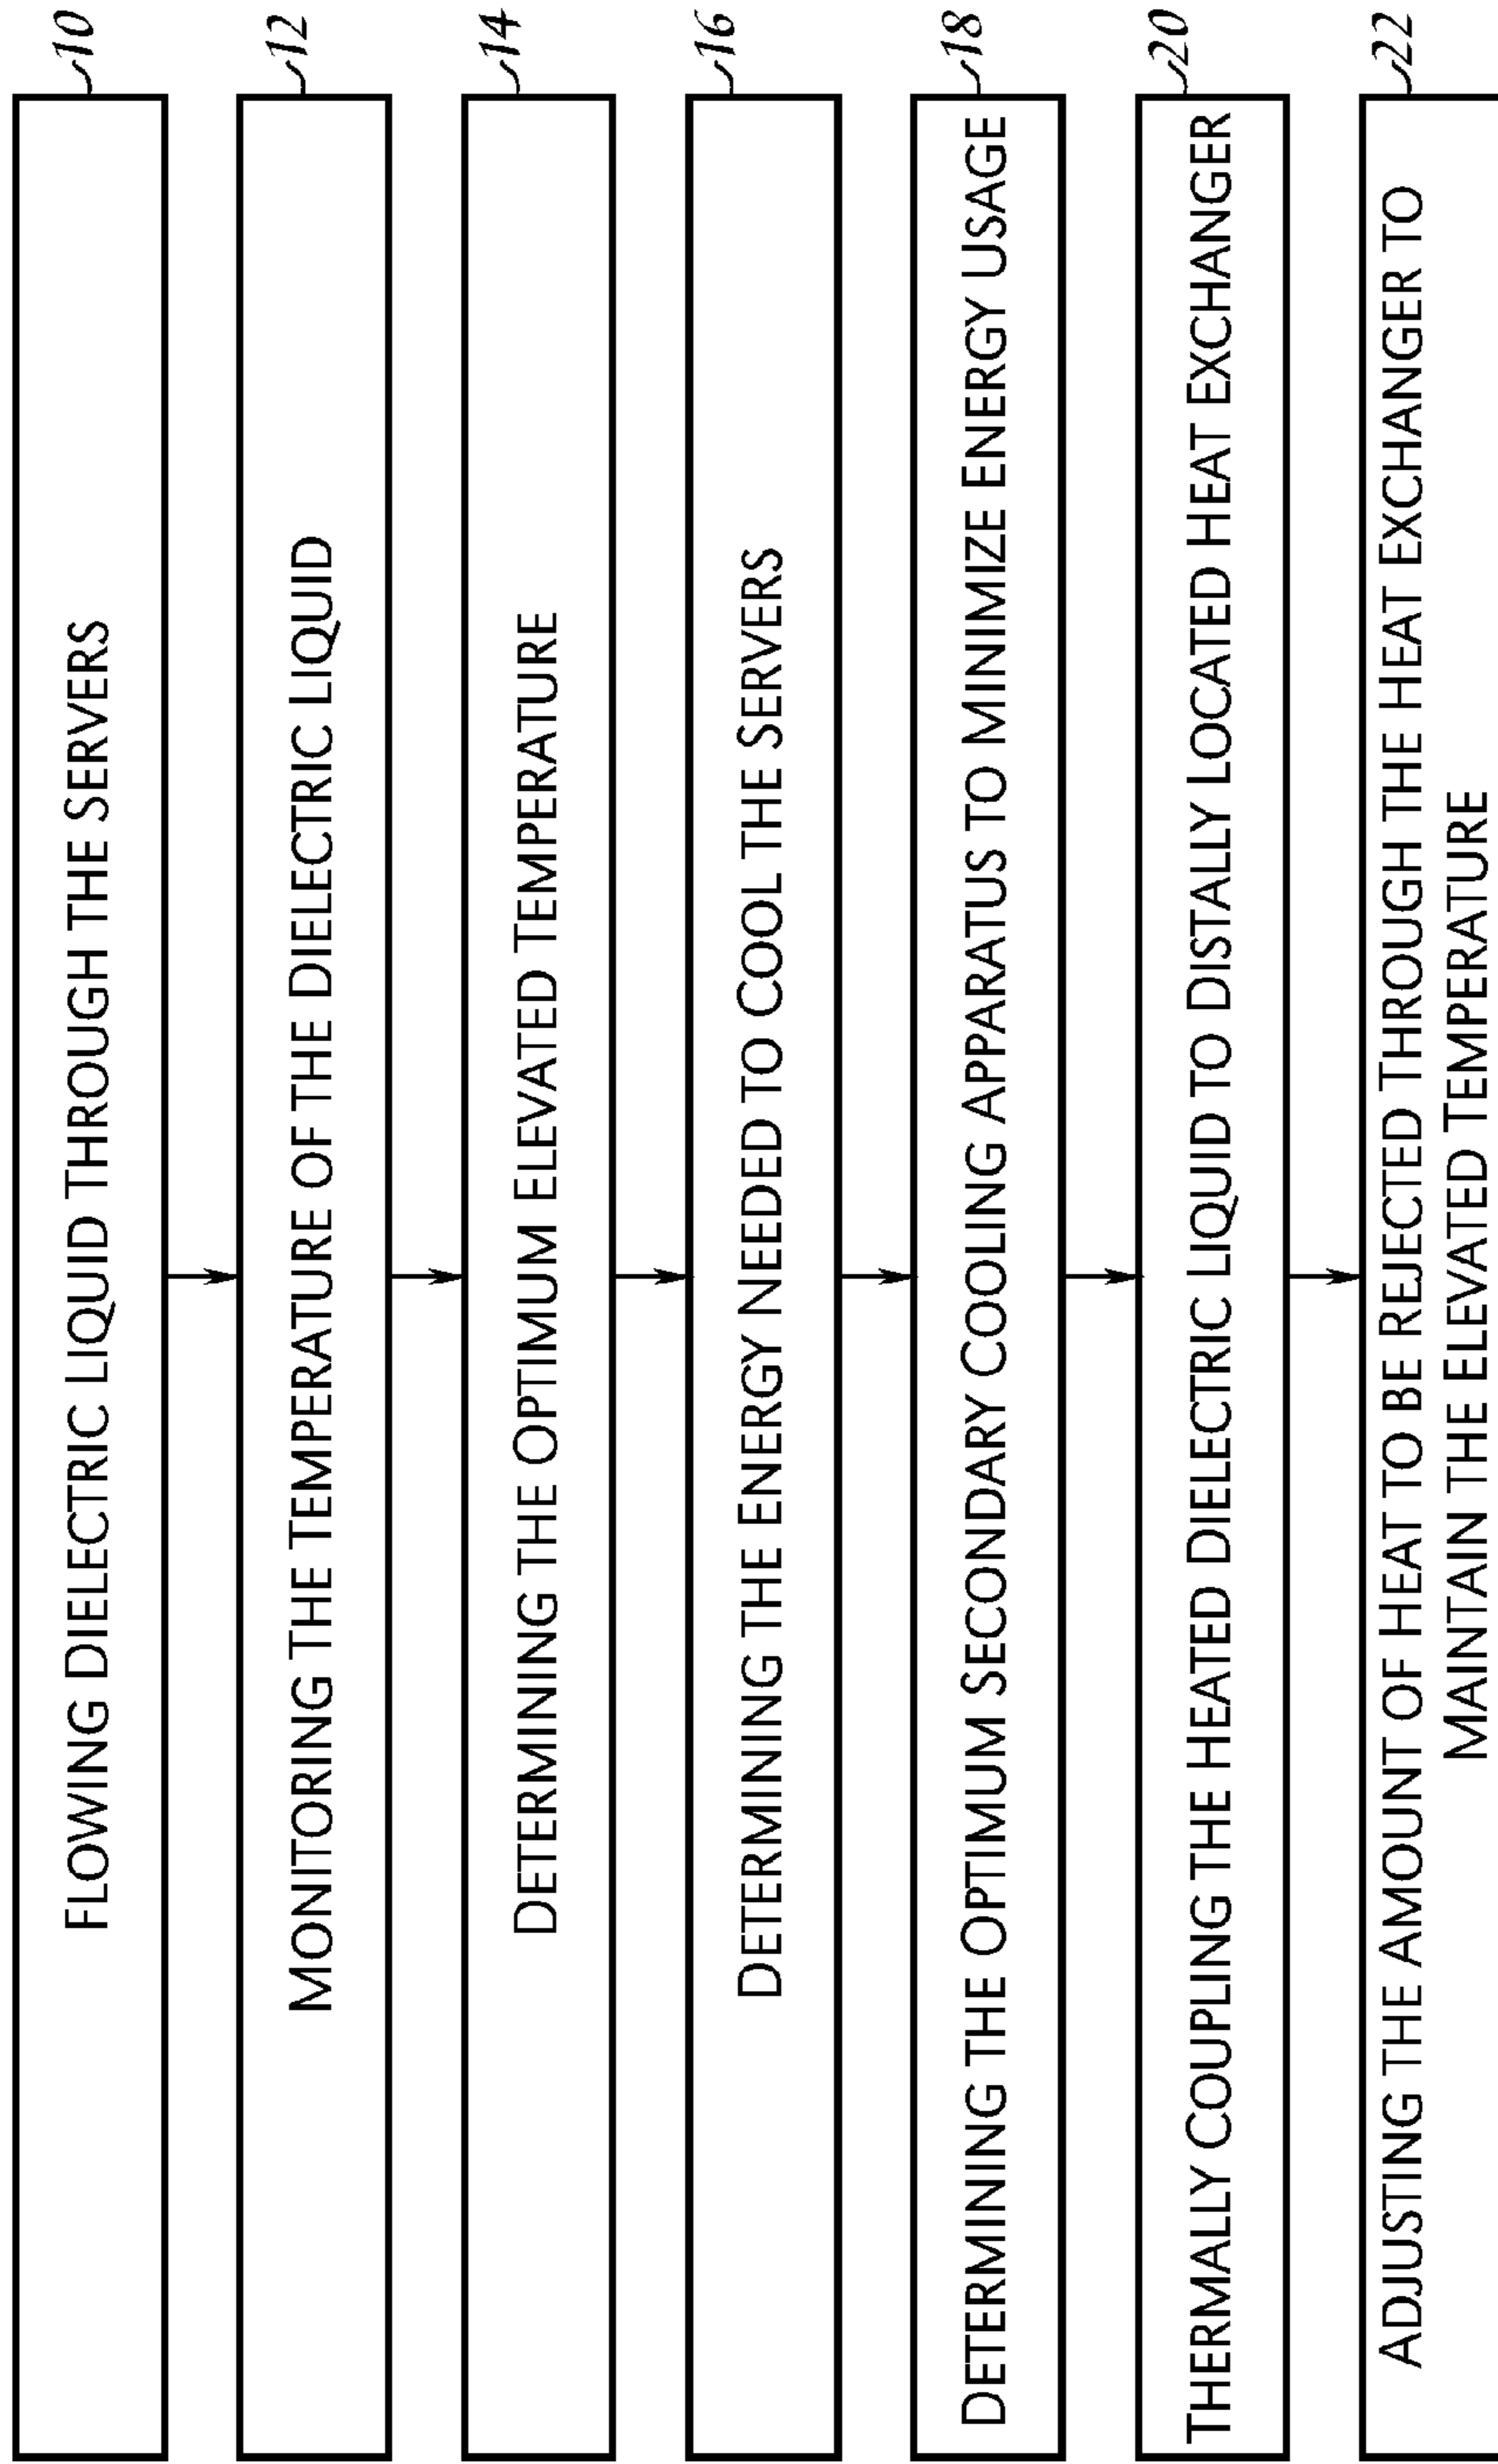 FLOWING DIELECTRIC LIQUID THROUGH THE SERVERS
10
MONITORING THE TEMPERATURE OF THE DIELECTRIC LIQUID
12
DETERMINING THE OPTIMUM ELEVATED TEMPERATURE
14
DETERMINING THE ENERGY NEEDED TO COOL THE SERVERS
16
DETERMINING THE OPTIMUM SECONDARY COOLING APPARATUS TO MINIMIZE ENERGY USAGE
18
THERMALLY COUPLING THE HEATED DIELECTRIC LIQUID TO DISTALLY LOCATED HEAT EXCHANGER
20
ADJUSTING THE AMOUNT OF HEAT TO BE REJECTED THROUGH THE HEAT EXCHANGER TO
MAINTAIN THE ELEVATED TEMPERATURE
22